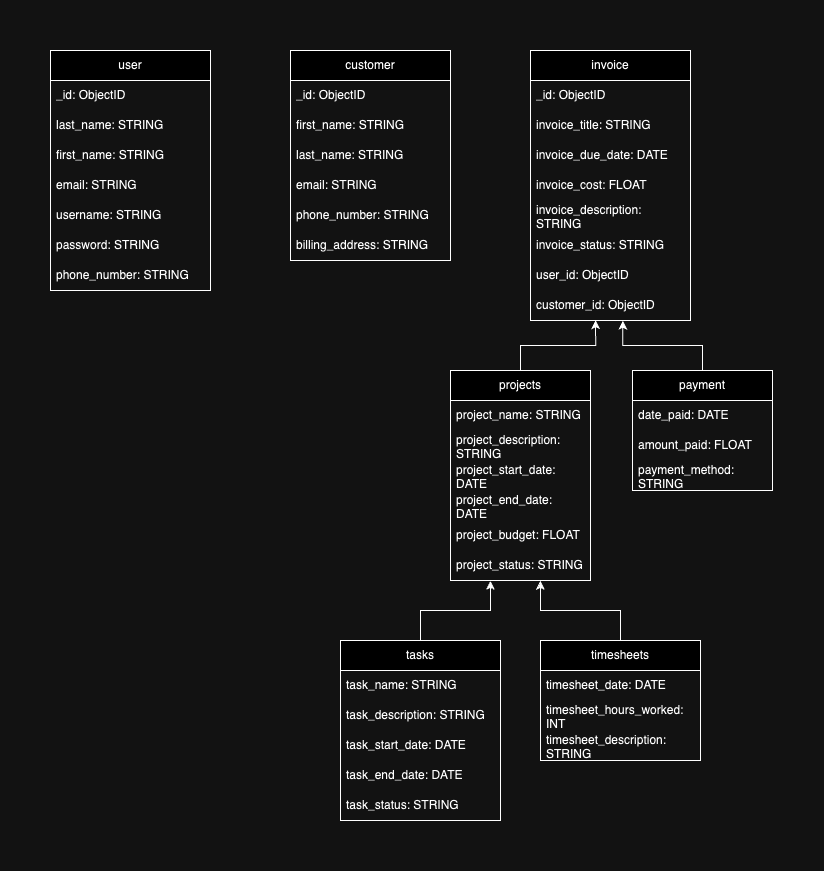 user
_id: ObjectID
last_name: STRING
first_name: STRING
email: STRING
username: STRING
password: STRING
phone_number: STRING
customer
_id: ObjectID
first_name: STRING
last_name: STRING
email: STRING
phone_number: STRING
billing_address: STRING
invoice
_id: ObjectID
invoice_title: STRING
invoice_due_date: DATE
invoice_cost: FLOAT
invoice_description:
STRING
invoice_status: STRING
user_id: ObjectID
customer_id: ObjectID
projects
project_name: STRING
project_description:
STRING
project_start_date:
DATE
project_end_date:
DATE
project_budget: FLOAT
project_status: STRING
payment
date_paid: DATE
amount_paid: FLOAT
payment_method:
STRING
tasks
task_name: STRING
task_description: STRING
task_start_date: DATE
task_end_date: DATE
task_status: STRING
timesheets
timesheet_date: DATE
timesheet_hours_worked:
INT
timesheet_description:
STRING